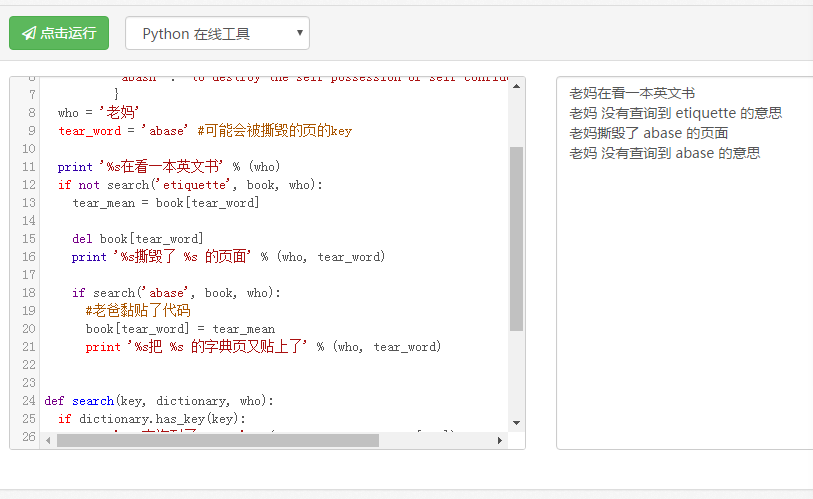 点击运行
Python 在线工具
6 'abash' : 'to destroy the self possession or self confide
7 }
8 who = '老妈'
9 tear_word = 'abase' #可能会被撕毁的页的key
10
11 print '%s在看一本英文书' % (who)
12 if not search('etiquette', book, who):
13 tear_mean = book[tear_word]
14
15 del book[tear_word]
16 print '%s撕毁了 %s 的页面' % (who, tear_word)
17
18 if search('abase', book, who):
19 #老爸黏贴了代码
20 book[tear_word] = tear_mean
21 print '%s把 %s 的字典页又贴上了' % (who, tear_word)
22
23
24 def search(key, dictionary, who):
25 if dictionary.has_key(key):
26
老妈在看一本英文书
老妈 没有查询到 etiquette 的意思
老妈撕毁了 abase 的页面
老妈 没有查询到 abase 的意思